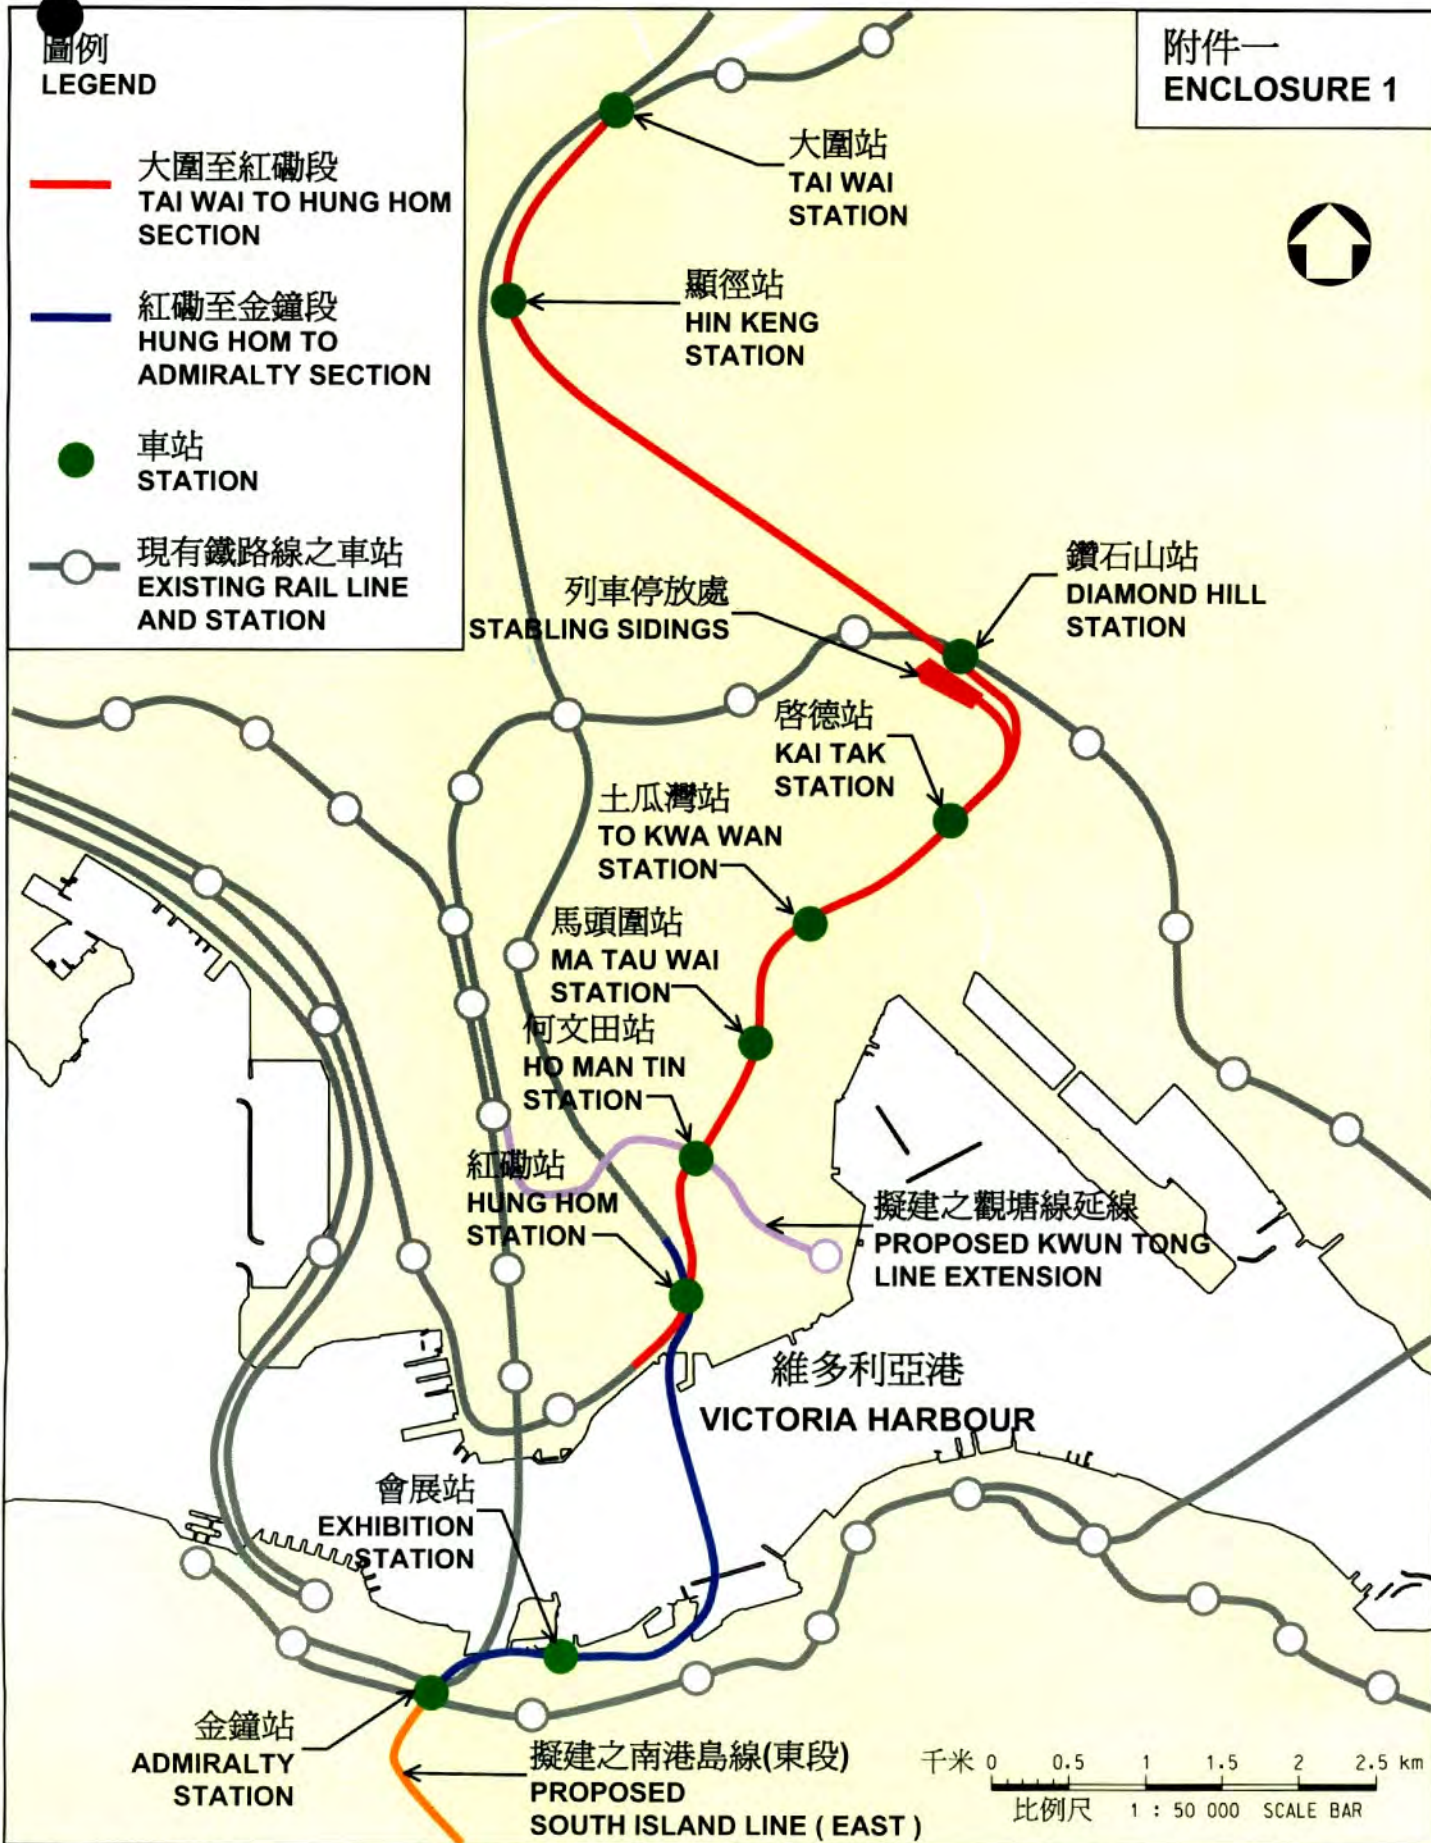 圖例
LEGEND
大圍至紅磡段
TAI WAI TO HUNG HOM
SECTION
紅磡至金鐘段
HUNG HOM TO
ADMIRALTY SECTION
車站
STATION
現有鐵路線之車站
EXISTING RAIL LINE
AND STATION
附件一
ENCLOSURE 1
大圍站
TAI WAI
STATION
顯徑站
HIN KENG
STATION
鑽石山站
DIAMOND HILL
STATION
列車停放處
STABLING SIDINGS
啓德站
KAI TAK
STATION
土瓜灣站
TO KWA WAN
STATION
馬頭圍站
MA TAU WAI
STATION
何文田站
HO MAN TIN
STATION
紅磡站
HUNG HOM
STATION
擬建之觀塘線延線
PROPOSED KWUN TONG
LINE EXTENSION
維多利亞港
VICTORIA HARBOUR
會展站
EXHIBITION
STATION
金鐘站
ADMIRALTY
STATION
擬建之南港島線(東段)
PROPOSED
SOUTH ISLAND LINE ( EAST )
千米 0 0.5 1 1.5 2 2.5 km
比例尺 1 : 50 000 SCALE BAR